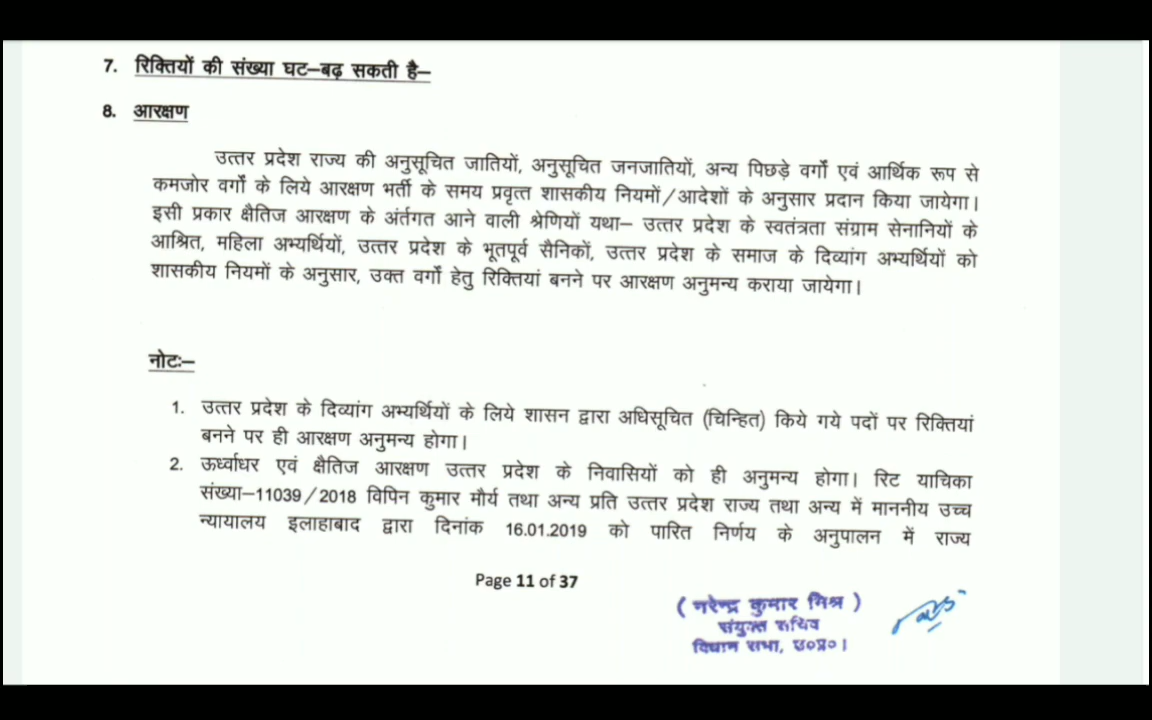 7. रिक्तियों की संख्या घट–बढ़ सकती है–
8. आरक्षण
उत्तर प्रदेश राज्य की अनुसूचित जातियों, अनुसूचित जनजातियों, अन्य पिछड़े वर्गों एवं आर्थिक रूप से
कमजोर वर्गों के लिये आरक्षण भर्ती के समय प्रवृत्त शासकीय नियमों/आदेशों के अनुसार प्रदान किया जायेगा।
इसी प्रकार क्षैतिज आरक्षण के अंर्तगत आने वाली श्रेणियों यथा– उत्तर प्रदेश के स्वतंत्रता संग्राम सेनानियों के
आश्रित, महिला अभ्यर्थियों, उत्तर प्रदेश के भूतपूर्व सैनिकों, उत्तर प्रदेश के समाज के दिव्यांग अभ्यर्थियों को
शासकीय नियमों के अनुसार, उक्त वर्गो हेतु रिक्तियां बनने पर आरक्षण अनुमन्य कराया जायेगा।
नोटः–
1. उत्तर प्रदेश के दिव्यांग अभ्यर्थियों के लिये शासन द्वारा अधिसूचित (चिन्हित) किये गये पदों पर रिक्तियां
बनने पर ही आरक्षण अनुमन्य होगा।
2. ऊर्ध्वाधर एवं क्षैतिज आरक्षण उत्तर प्रदेश के निवासियों को ही अनुमन्य होगा। रिट याचिका
संख्या–11039/2018 विपिन कुमार मौर्य तथा अन्य प्रति उत्तर प्रदेश राज्य तथा अन्य में माननीय उच्च
न्यायालय इलाहाबाद द्वारा दिनांक 16.01.2019 को पारित निर्णय के अनुपालन में राज्य
Page 11 of 37
( नरेन्द्र कुमार मिश्र )
संयुक्त सचिव
विधान सभा, उ०प्र०।